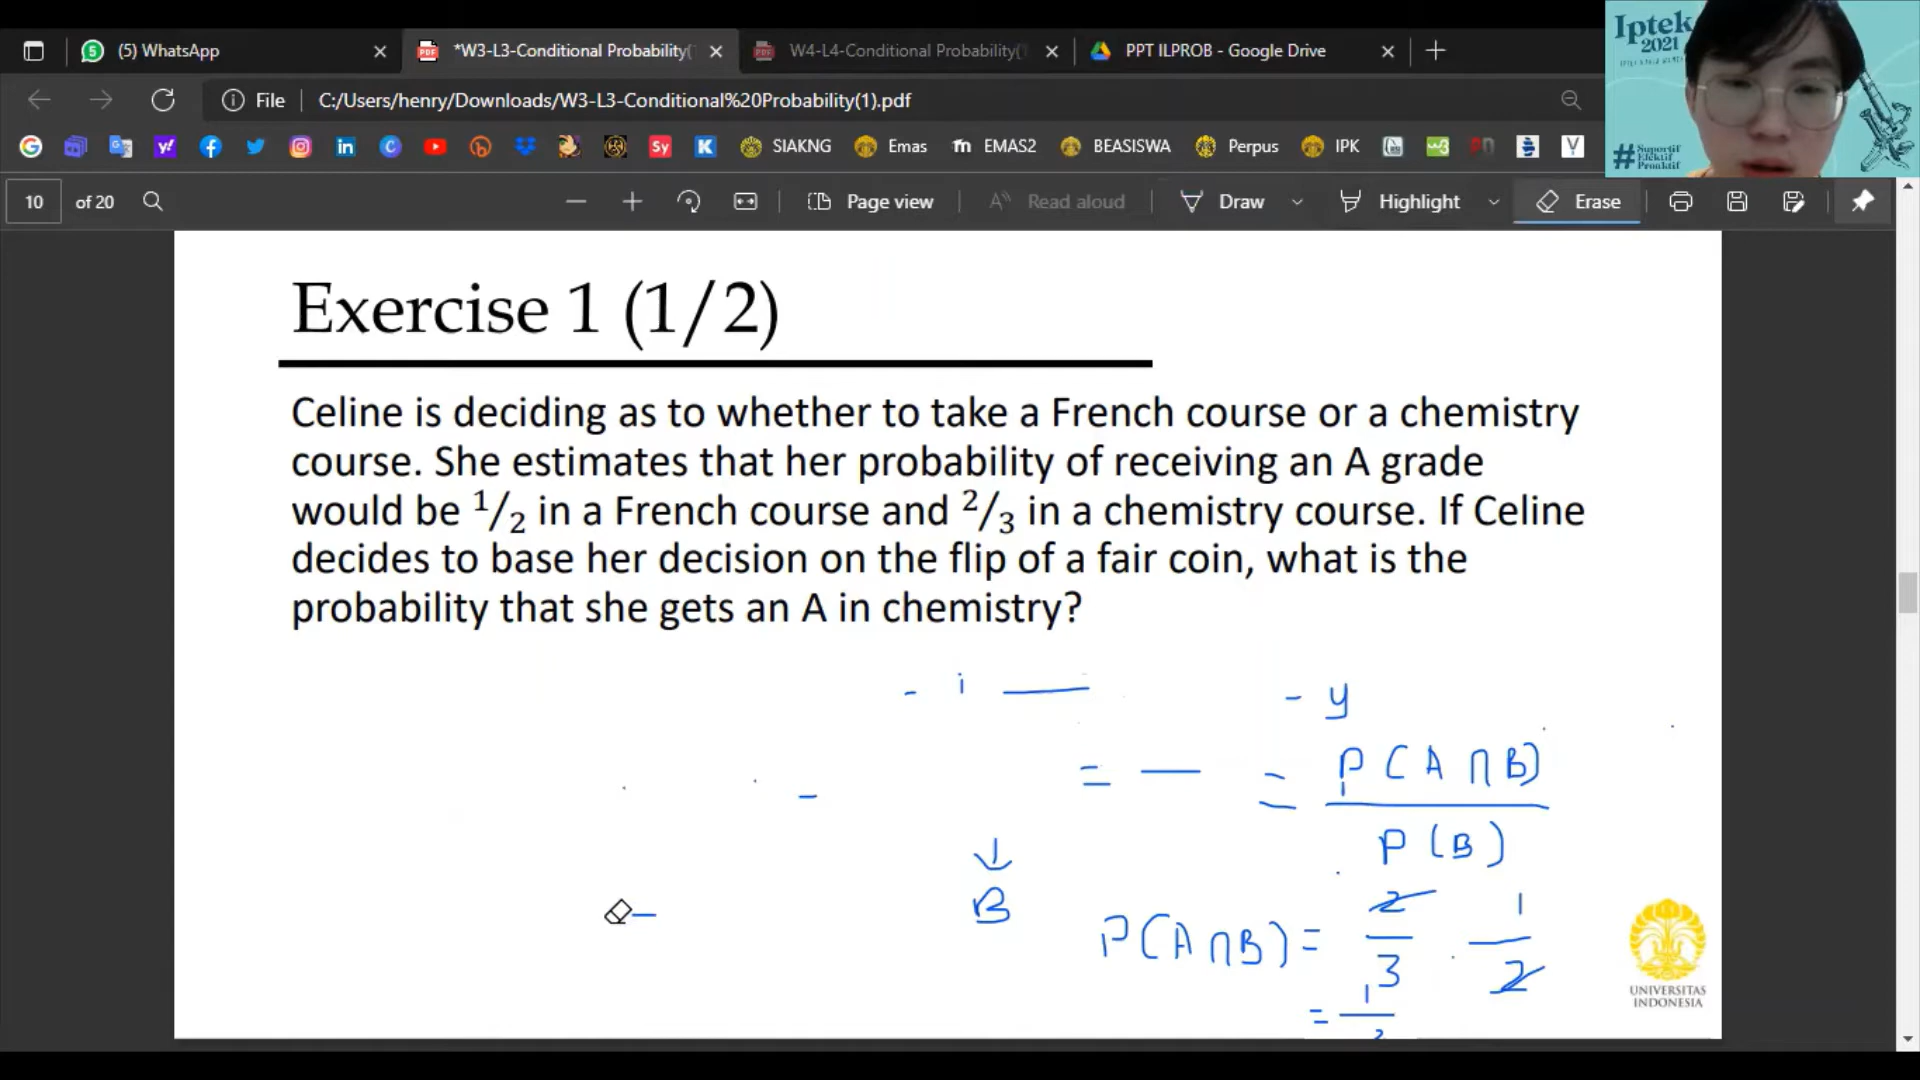 (5) WhatsApp
*W3-L3-Conditional Probability(
W4-L4-Conditional Probability(1
PPT ILPROB - Google Drive
Iptek
2021
File
C:/Users/henry/Downloads/W3-L3-Conditional%20Probability(1).pdf
SIAKNG
Emas
EMAS2
BEASISWA
Perpus
IPK
#Suportif
Efektif
Proaktif
10 of 20
Page view
Read aloud
Draw
Highlight
Erase
Exercise 1 (1/2)
Celine is deciding as to whether to take a French course or a chemistry
course. She estimates that her probability of receiving an A grade
would be 1/2 in a French course and 2/3 in a chemistry course. If Celine
decides to base her decision on the flip of a fair coin, what is the
probability that she gets an A in chemistry?
- i — - y
= — = P(A∩B)
P(B)
B
P(A∩B) = 2/3 . 1/2
= 1/3
UNIVERSITAS
INDONESIA